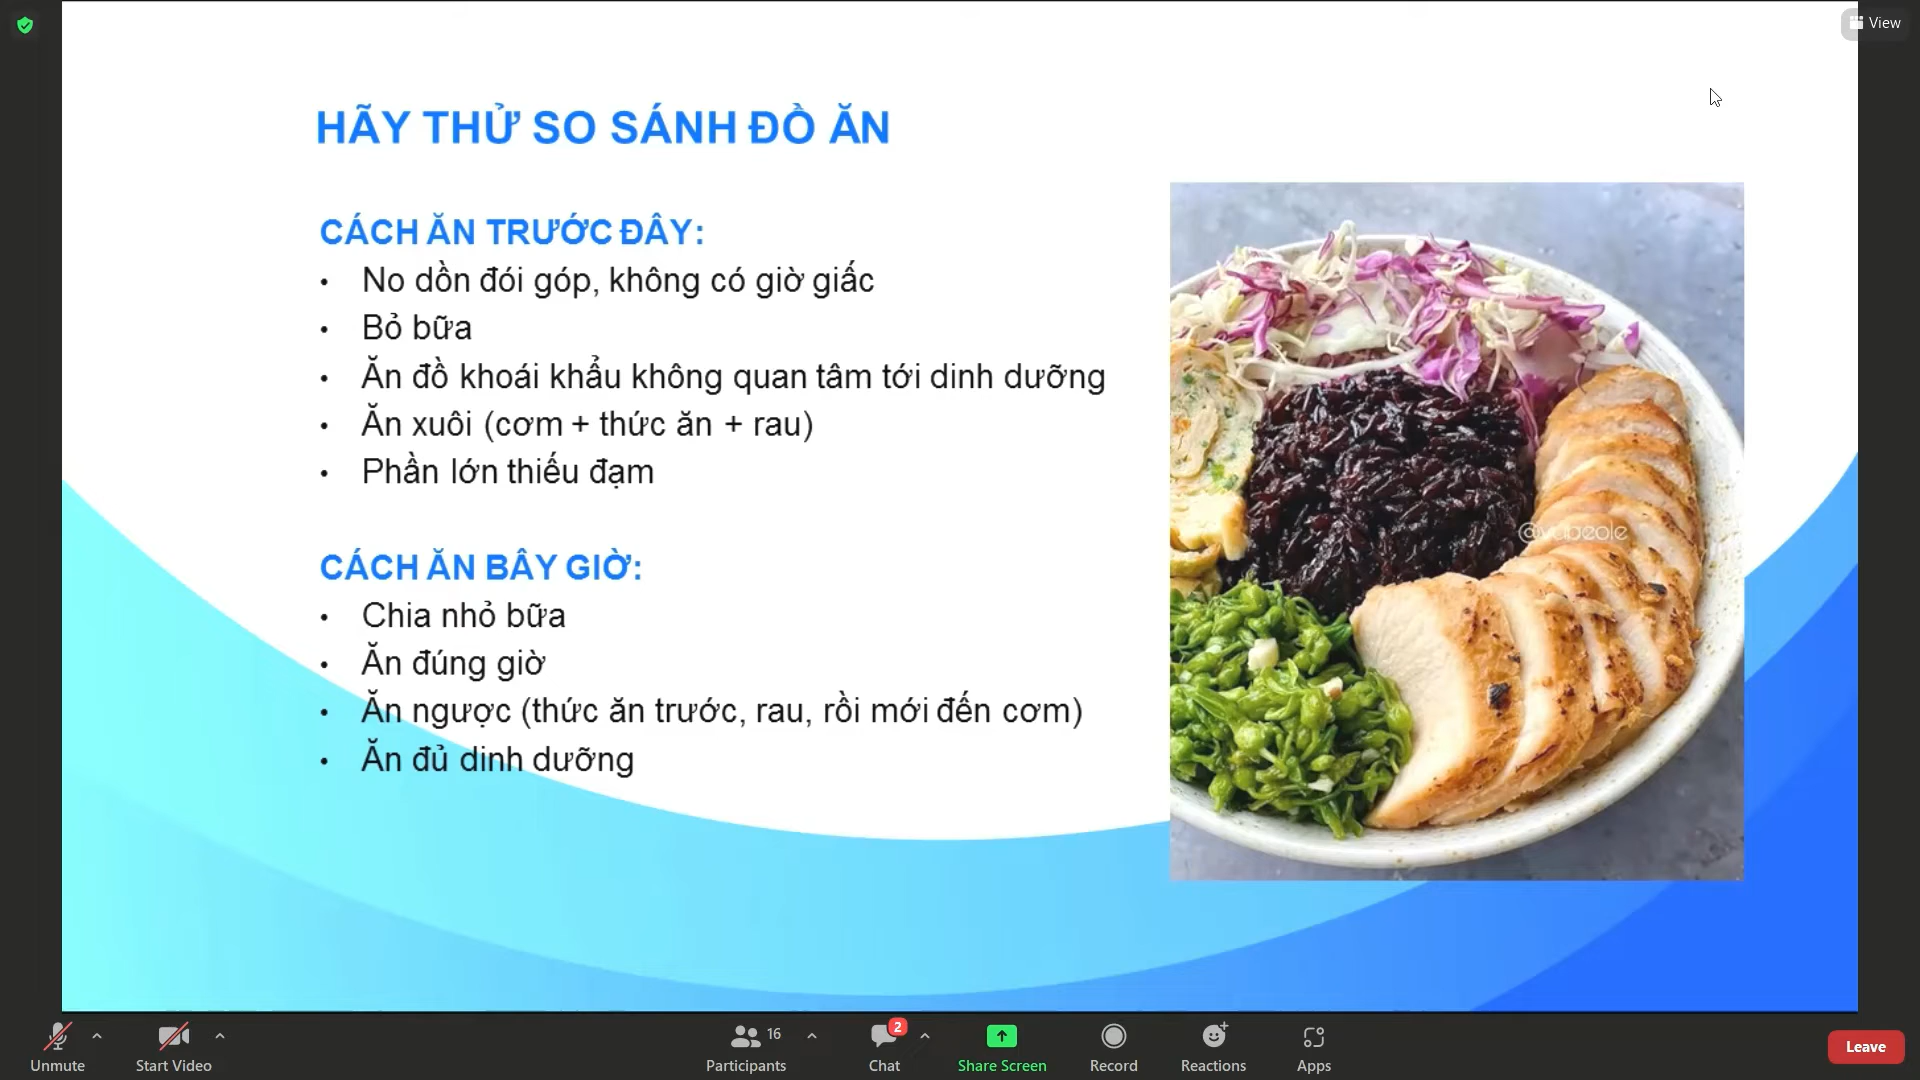 View
HÃY THỬ SO SÁNH ĐỒ ĂN
CÁCH ĂN TRƯỚC ĐÂY:
• No dồn đói góp, không có giờ giấc
• Bỏ bữa
• Ăn đồ khoái khẩu không quan tâm tới dinh dưỡng
• Ăn xuôi (cơm + thức ăn + rau)
• Phần lớn thiếu đạm
CÁCH ĂN BÂY GIỜ:
• Chia nhỏ bữa
• Ăn đúng giờ
• Ăn ngược (thức ăn trước, rau, rồi mới đến cơm)
• Ăn đủ dinh dưỡng
16
2
Unmute
Start Video
Participants
Chat
Share Screen
Record
Reactions
Apps
Leave